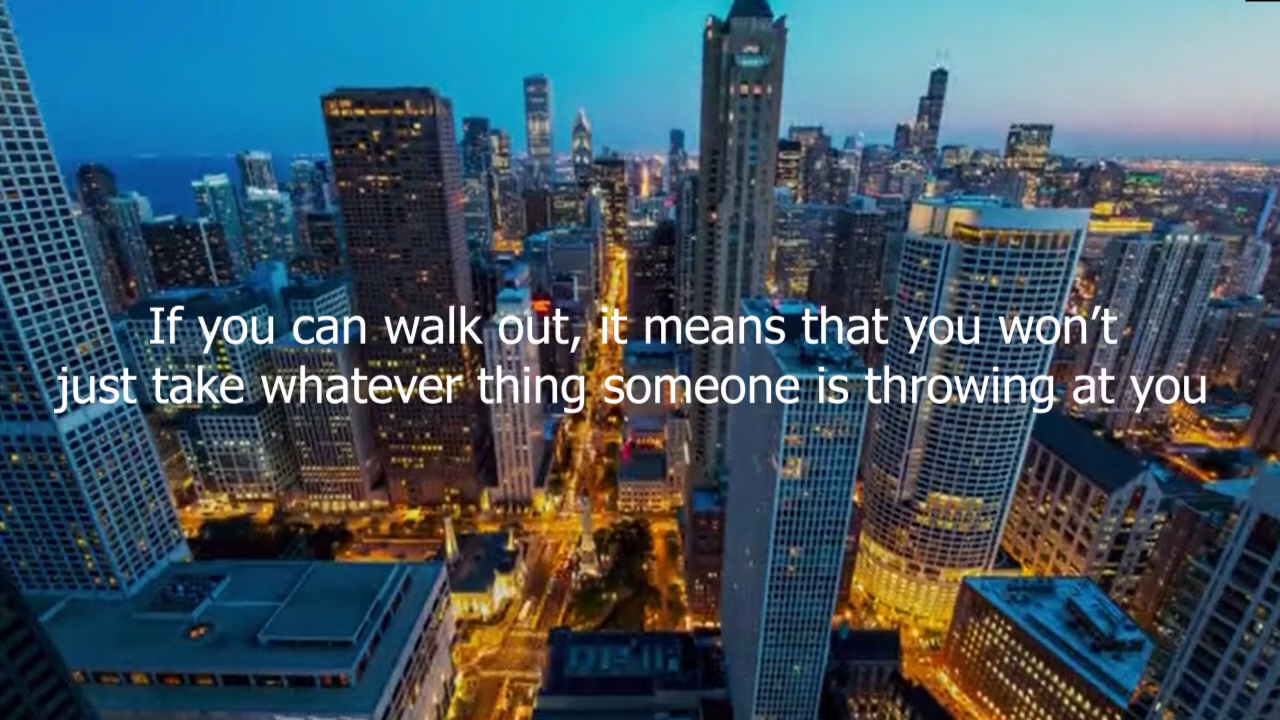 If you can walk out, it means that you won’t
just take whatever thing someone is throwing at you